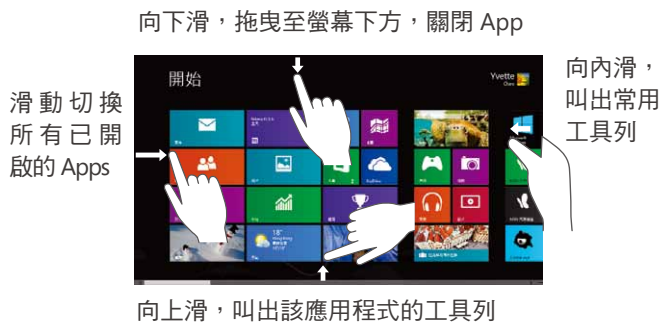 向下滑，拖曳至螢幕下方，關閉 App
開始
Yvette
向內滑，
叫出常用
工具列
滑動切換
所有已開
啟的 Apps
18°
向上滑，叫出該應用程式的工具列